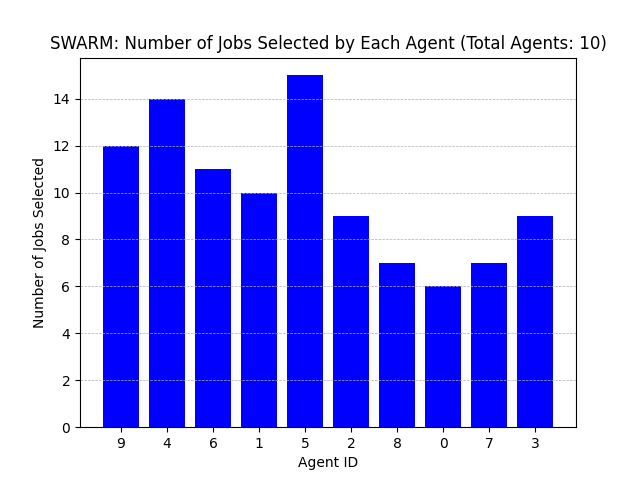 SWARM: Number of Jobs Selected by Each Agent (Total Agents: 10)
Number of Jobs Selected
14
12
10
8
6
4
2
0
9 4 6 1 5 2 8 0 7 3
Agent ID